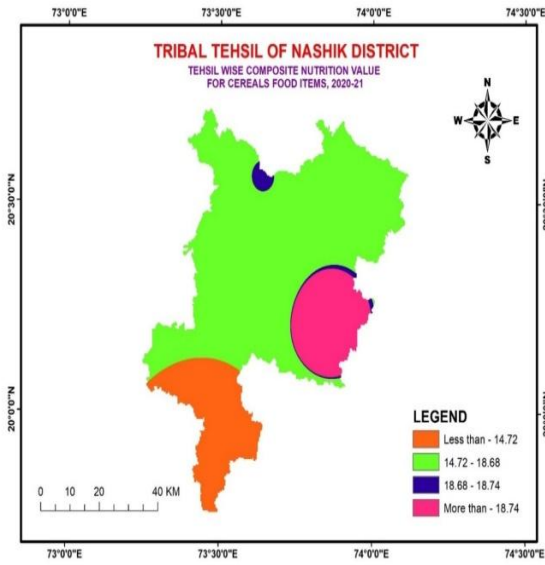 73°0'0"E 73°30'0"E 74°0'0"E 74°30'0"E
TRIBAL TEHSIL OF NASHIK DISTRICT
TEHSIL WISE COMPOSITE NUTRITION VALUE
FOR CEREALS FOOD ITEMS, 2020-21
N
W E
S
20°30'0"N 20°30'0"N
20°0'0"N 20°0'0"N
LEGEND
Less than - 14.72
14.72 - 18.68
18.68 - 18.74
More than - 18.74
0 5 10 20 40 KM
73°0'0"E 73°30'0"E 74°0'0"E 74°30'0"E